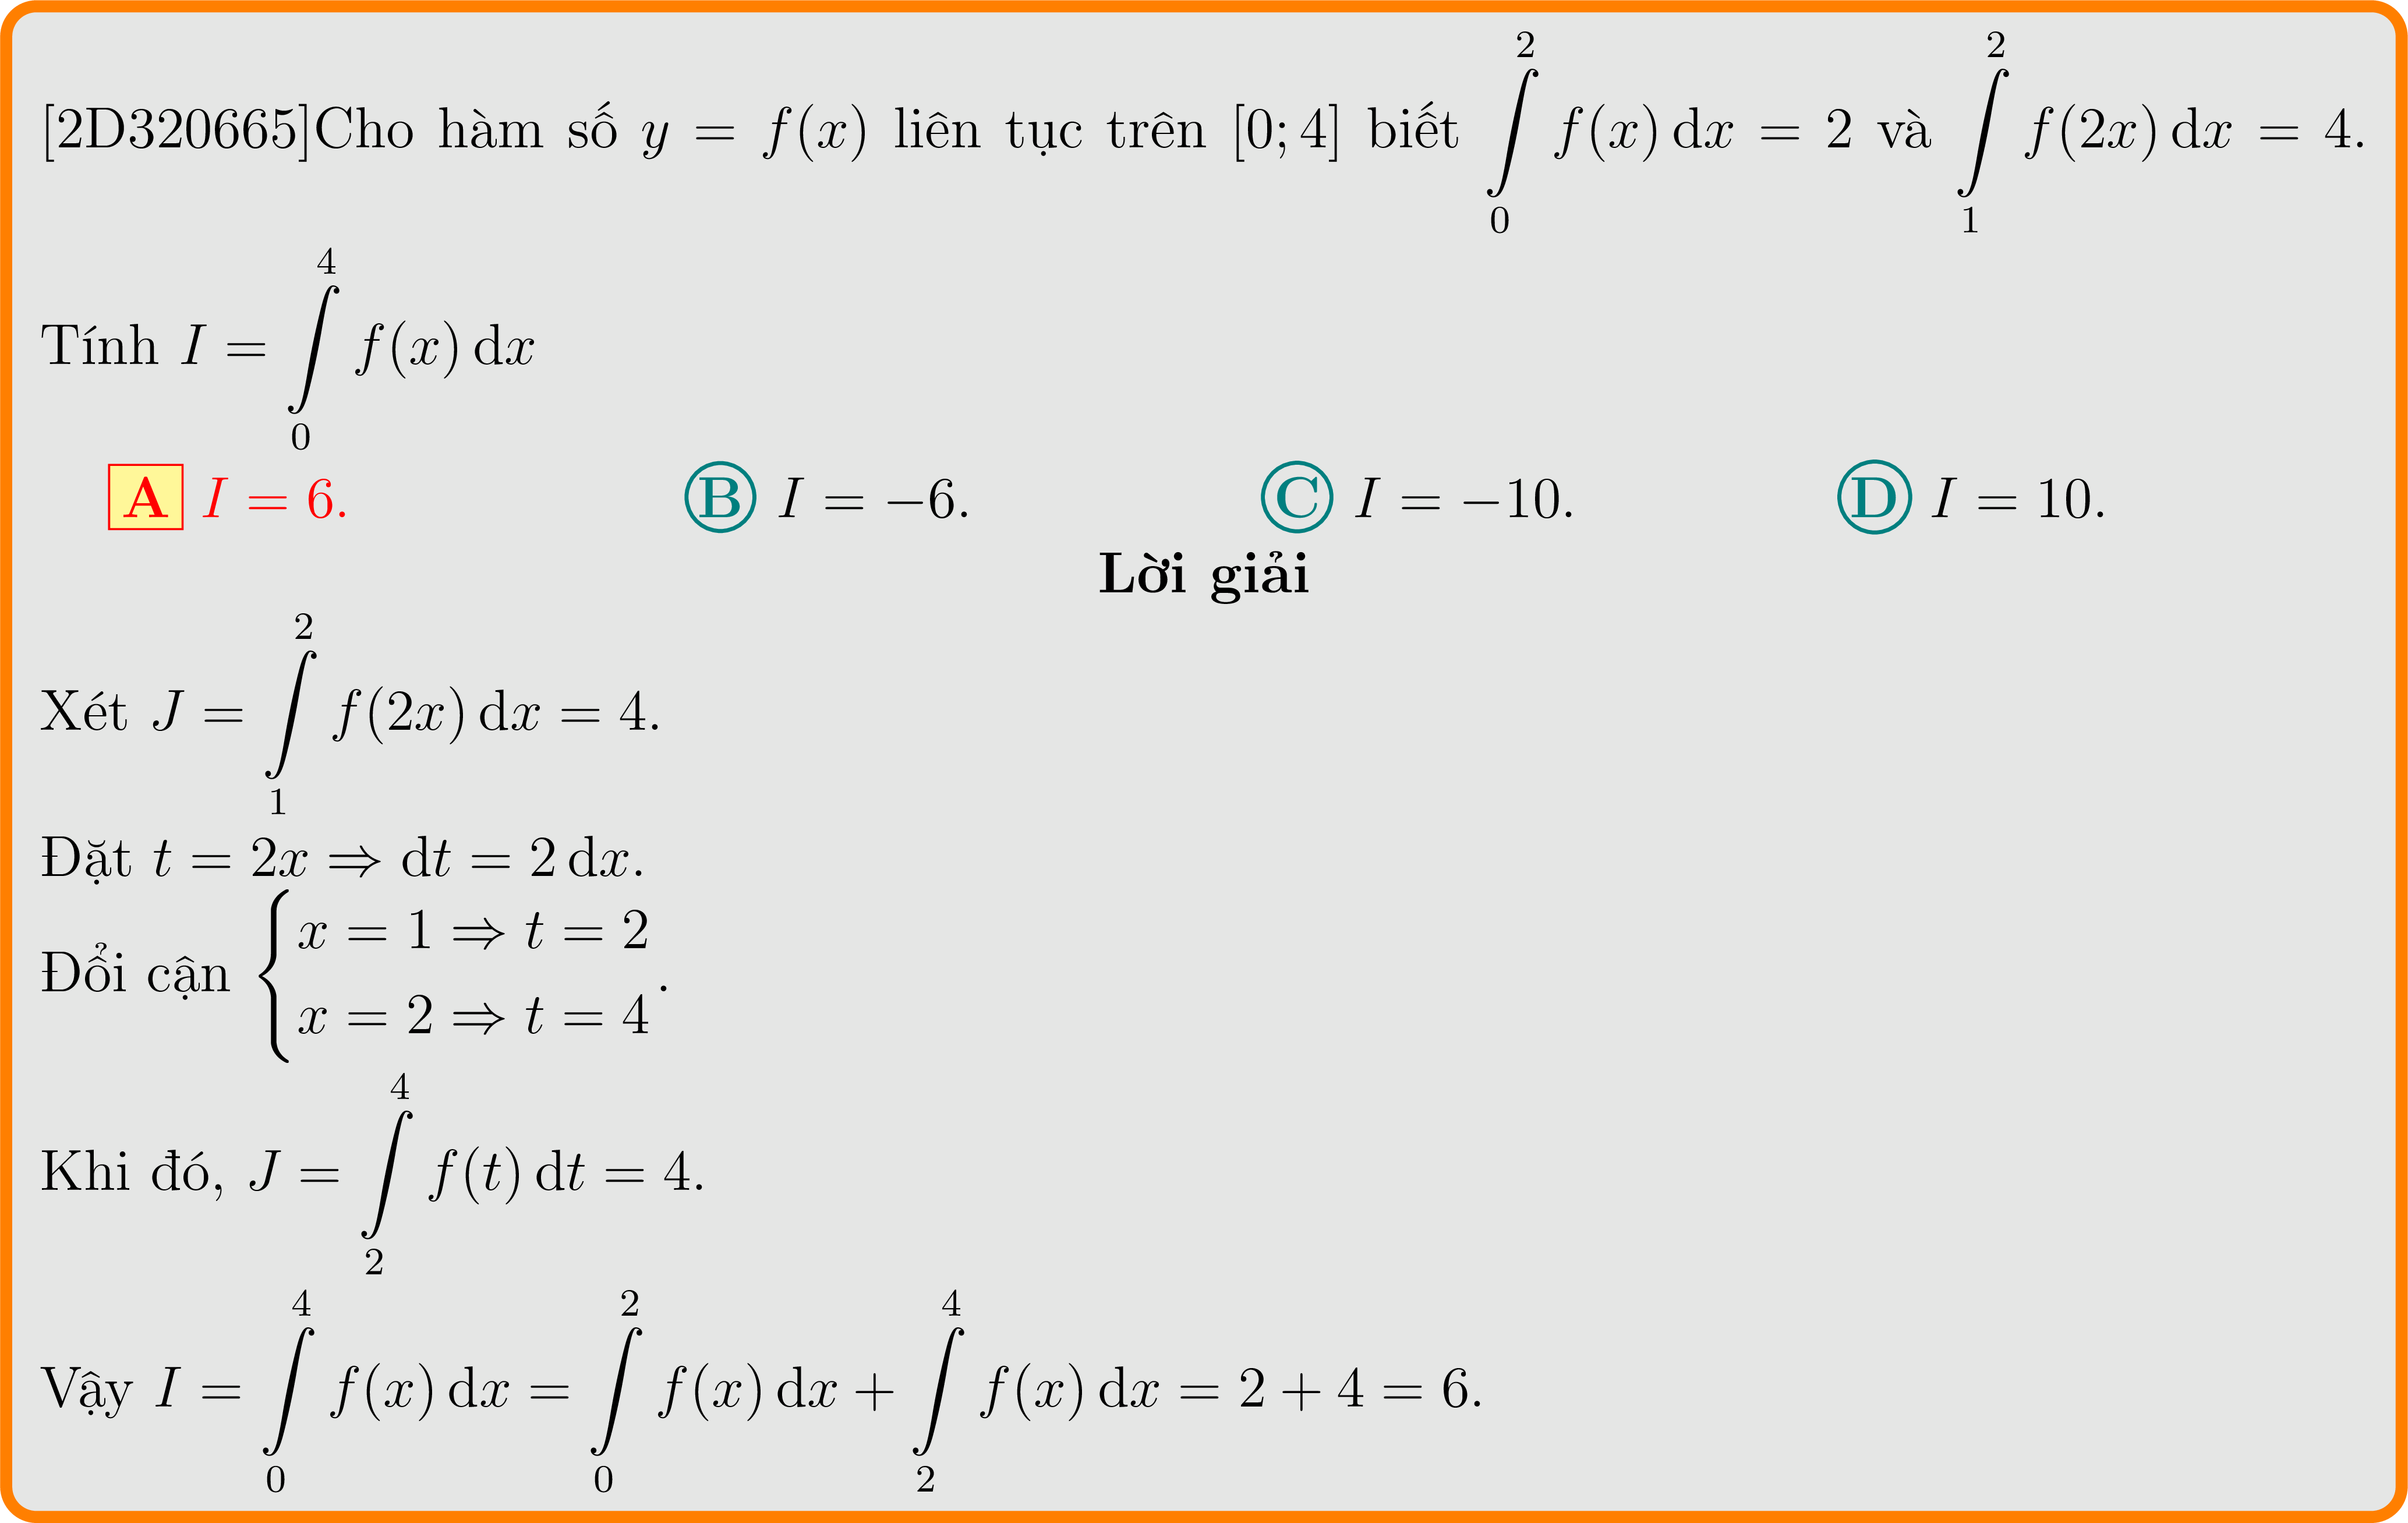 [2D320665]Cho hàm số $y = f(x)$ liên tục trên $[0; 4]$ biết $\int\limits_0^2 f(x)\,\mathrm{d}x = 2$ và $\int\limits_1^2 f(2x)\,\mathrm{d}x = 4.$
Tính $I = \int\limits_0^4 f(x)\,\mathrm{d}x$
A $I = 6.$ B $I = -6.$ C $I = -10.$ D $I = 10.$
Lời giải
Xét $J = \int\limits_1^2 f(2x)\,\mathrm{d}x = 4.$
Đặt $t = 2x \Rightarrow \mathrm{d}t = 2\,\mathrm{d}x.$
Đổi cận $\begin{cases} x = 1 \Rightarrow t = 2 \\ x = 2 \Rightarrow t = 4 \end{cases}.$
Khi đó, $J = \int\limits_2^4 f(t)\,\mathrm{d}t = 4.$
Vậy $I = \int\limits_0^4 f(x)\,\mathrm{d}x = \int\limits_0^2 f(x)\,\mathrm{d}x + \int\limits_2^4 f(x)\,\mathrm{d}x = 2 + 4 = 6.$